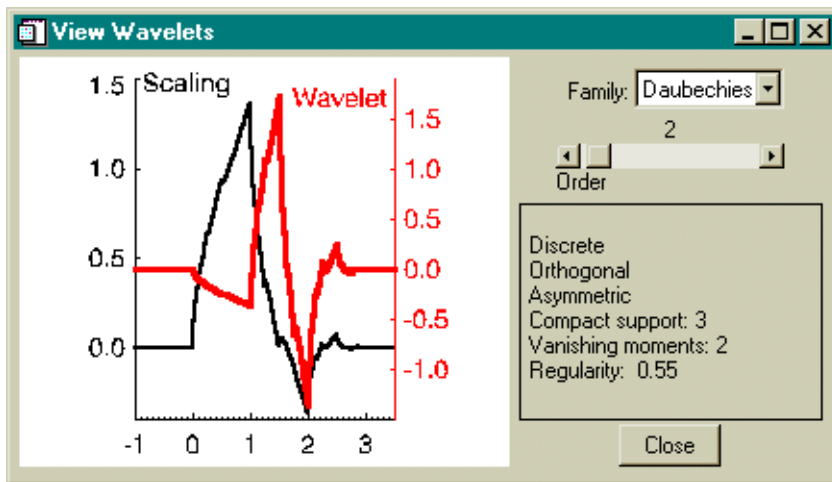 View Wavelets
Scaling
Wavelet
1.5
1.0
0.5
0.0
1.5
1.0
0.5
0.0
-0.5
-1.0
-1 0 1 2 3
Family: Daubechies
2
Order
Discrete
Orthogonal
Asymmetric
Compact support: 3
Vanishing moments: 2
Regularity: 0.55
Close